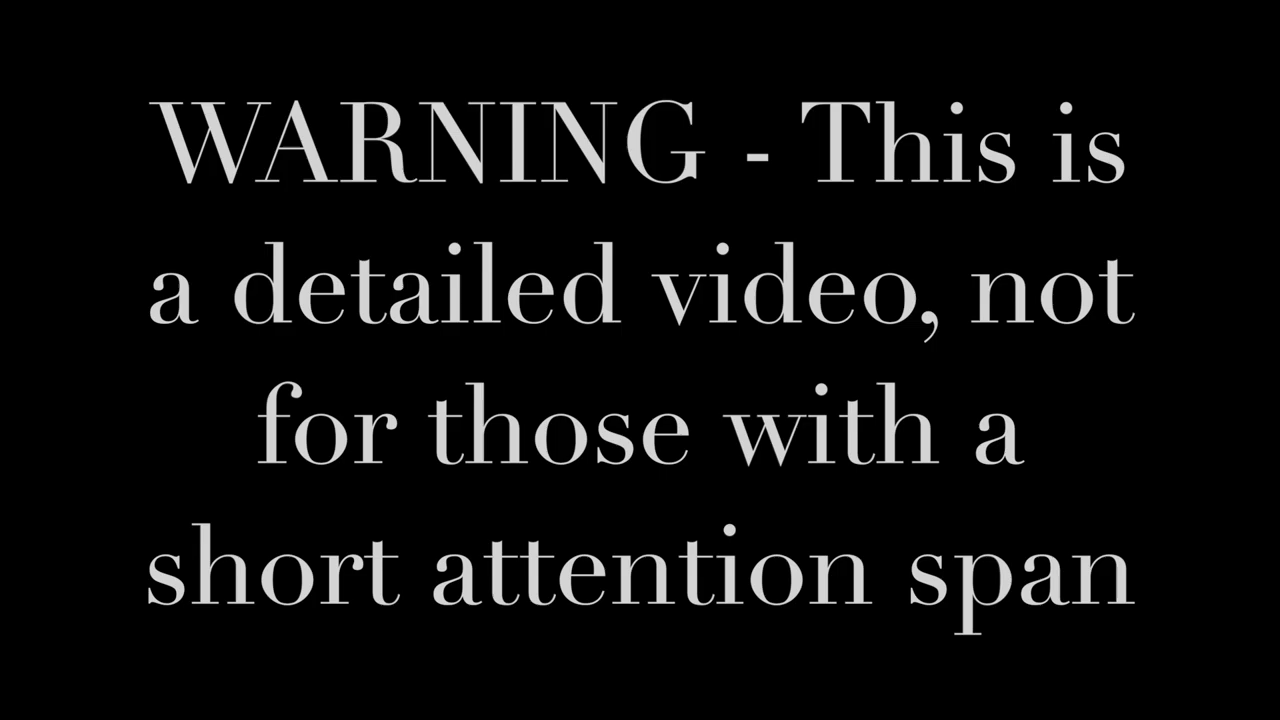 WARNING - This is
a detailed video, not
for those with a
short attention span